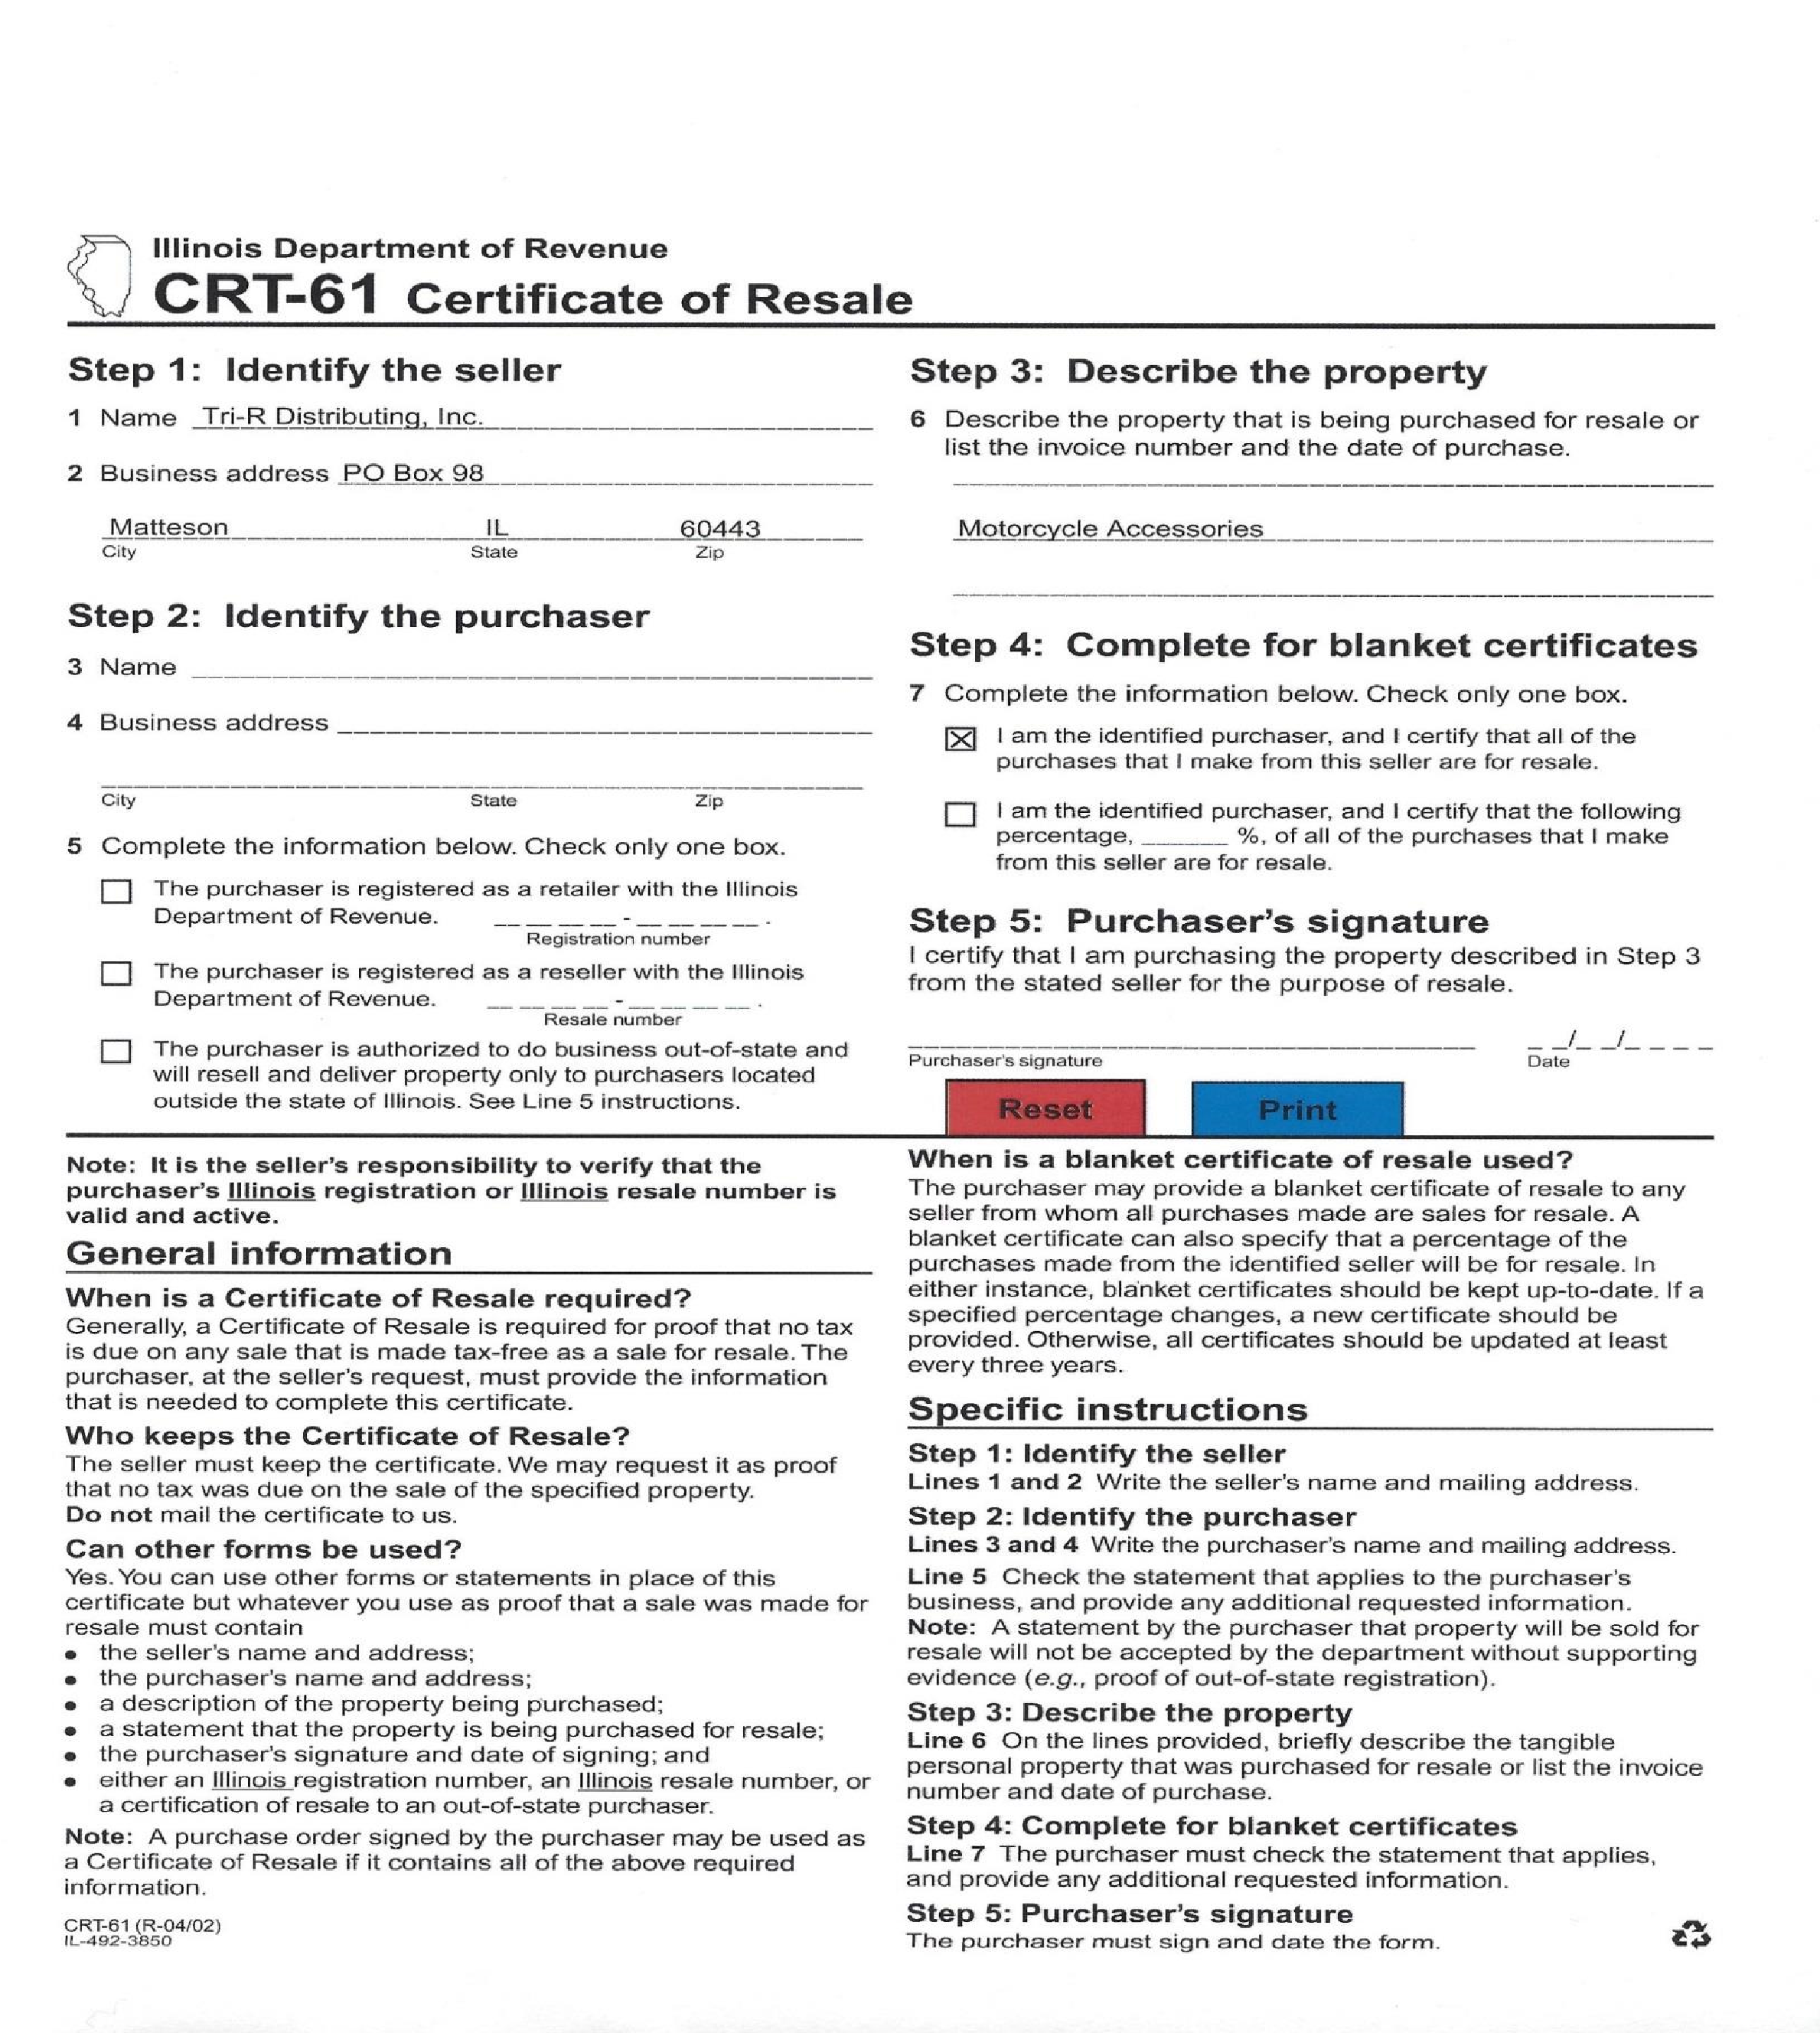 Illinois Department of Revenue
CRT-61 Certificate of Resale
Step 1: Identify the seller
1 Name Tri-R Distributing, Inc.
2 Business address PO Box 98
Matteson IL 60443
City State Zip
Step 2: Identify the purchaser
3 Name
4 Business address
City State Zip
5 Complete the information below. Check only one box.
The purchaser is registered as a retailer with the Illinois
Department of Revenue. __ __ __ __ - __ __ __ __ .
Registration number
The purchaser is registered as a reseller with the Illinois
Department of Revenue. __ __ __ __ - __ __ __ __ .
Resale number
The purchaser is authorized to do business out-of-state and
will resell and deliver property only to purchasers located
outside the state of Illinois. See Line 5 instructions.
Step 3: Describe the property
6 Describe the property that is being purchased for resale or
list the invoice number and the date of purchase.
Motorcycle Accessories
Step 4: Complete for blanket certificates
7 Complete the information below. Check only one box.
☒ I am the identified purchaser, and I certify that all of the
purchases that I make from this seller are for resale.
I am the identified purchaser, and I certify that the following
percentage, ______ %, of all of the purchases that I make
from this seller are for resale.
Step 5: Purchaser's signature
I certify that I am purchasing the property described in Step 3
from the stated seller for the purpose of resale.
_ _/_ _/_ _ _ _
Purchaser's signature Date
Reset Print
Note: It is the seller's responsibility to verify that the
purchaser's Illinois registration or Illinois resale number is
valid and active.
General information
When is a Certificate of Resale required?
Generally, a Certificate of Resale is required for proof that no tax
is due on any sale that is made tax-free as a sale for resale. The
purchaser, at the seller's request, must provide the information
that is needed to complete this certificate.
Who keeps the Certificate of Resale?
The seller must keep the certificate. We may request it as proof
that no tax was due on the sale of the specified property.
Do not mail the certificate to us.
Can other forms be used?
Yes. You can use other forms or statements in place of this
certificate but whatever you use as proof that a sale was made for
resale must contain
• the seller's name and address;
• the purchaser's name and address;
• a description of the property being purchased;
• a statement that the property is being purchased for resale;
• the purchaser's signature and date of signing; and
• either an Illinois registration number, an Illinois resale number, or
a certification of resale to an out-of-state purchaser.
Note: A purchase order signed by the purchaser may be used as
a Certificate of Resale if it contains all of the above required
information.
CRT-61 (R-04/02)
IL-492-3850
When is a blanket certificate of resale used?
The purchaser may provide a blanket certificate of resale to any
seller from whom all purchases made are sales for resale. A
blanket certificate can also specify that a percentage of the
purchases made from the identified seller will be for resale. In
either instance, blanket certificates should be kept up-to-date. If a
specified percentage changes, a new certificate should be
provided. Otherwise, all certificates should be updated at least
every three years.
Specific instructions
Step 1: Identify the seller
Lines 1 and 2 Write the seller's name and mailing address.
Step 2: Identify the purchaser
Lines 3 and 4 Write the purchaser's name and mailing address.
Line 5 Check the statement that applies to the purchaser's
business, and provide any additional requested information.
Note: A statement by the purchaser that property will be sold for
resale will not be accepted by the department without supporting
evidence (e.g., proof of out-of-state registration).
Step 3: Describe the property
Line 6 On the lines provided, briefly describe the tangible
personal property that was purchased for resale or list the invoice
number and date of purchase.
Step 4: Complete for blanket certificates
Line 7 The purchaser must check the statement that applies,
and provide any additional requested information.
Step 5: Purchaser's signature
The purchaser must sign and date the form.